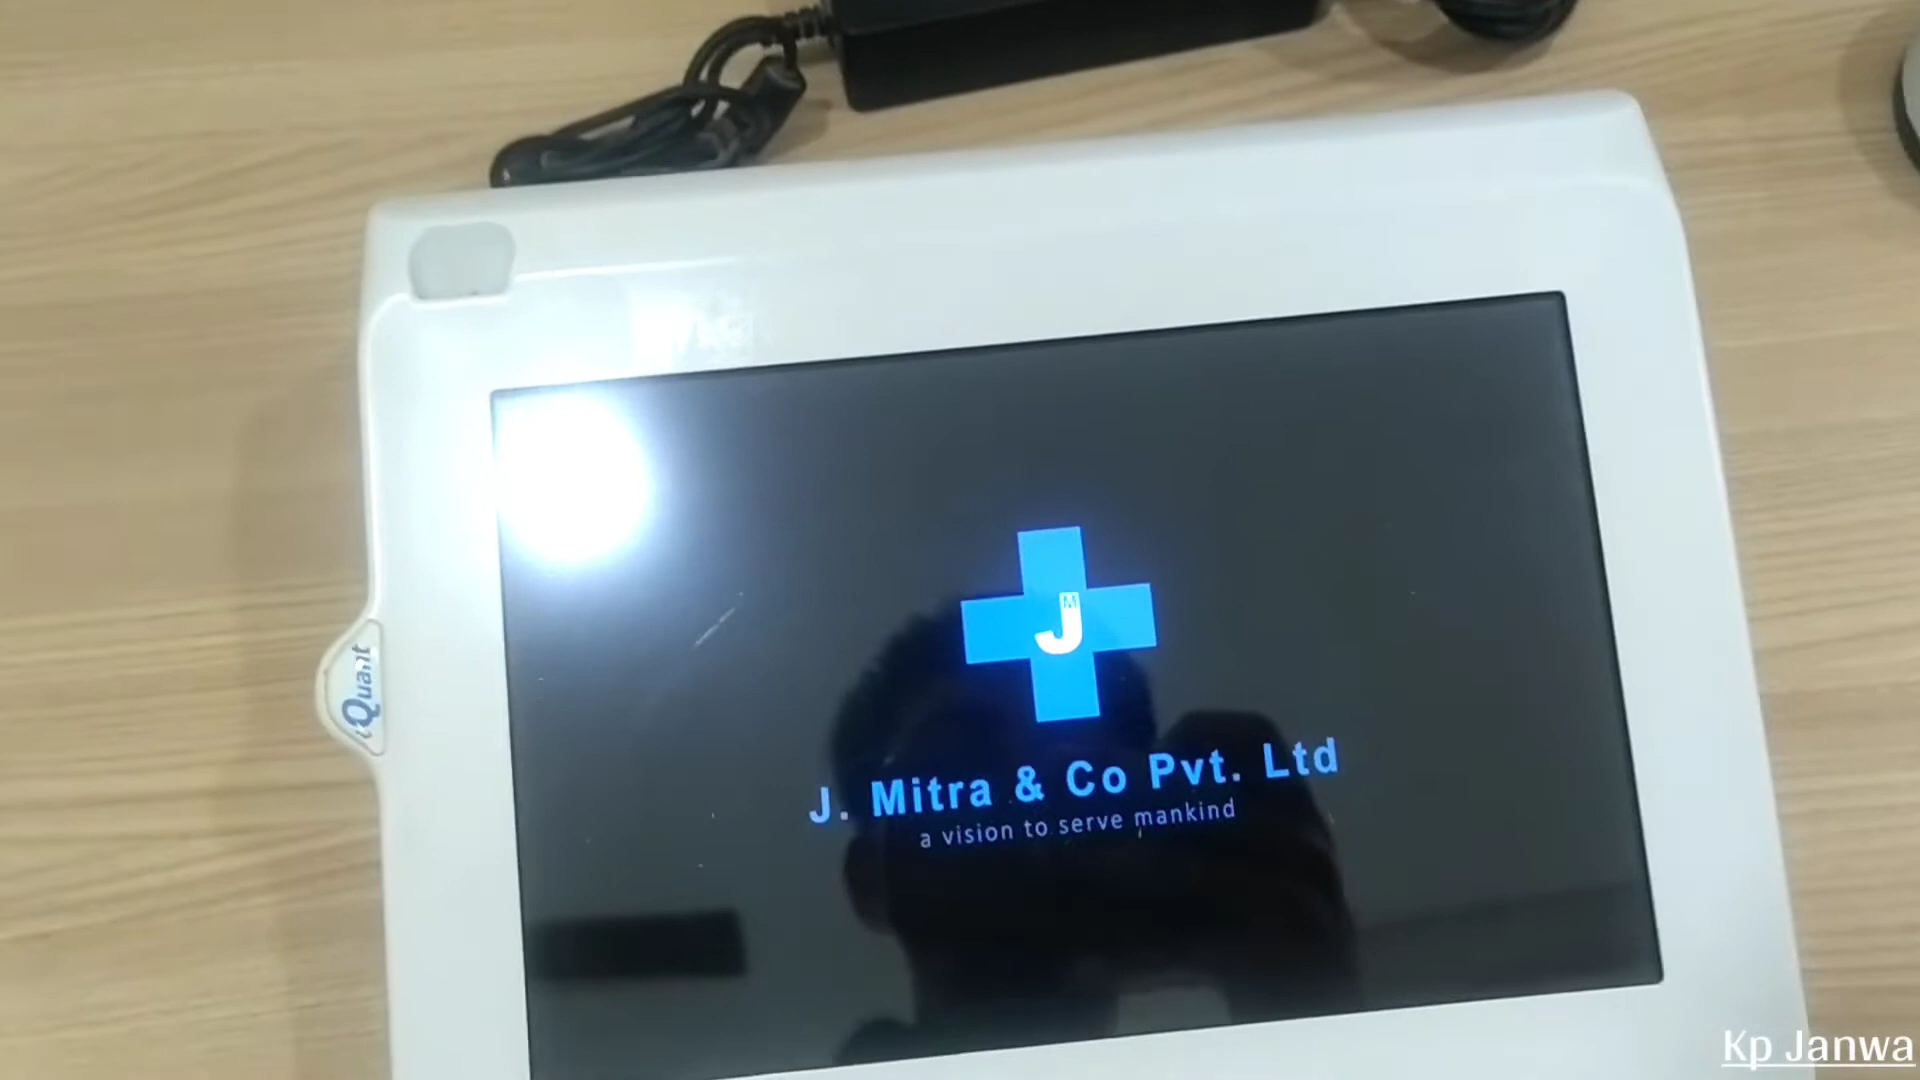 M
J
J. Mitra & Co Pvt. Ltd
a vision to serve mankind
iQuant
Kp Janwa